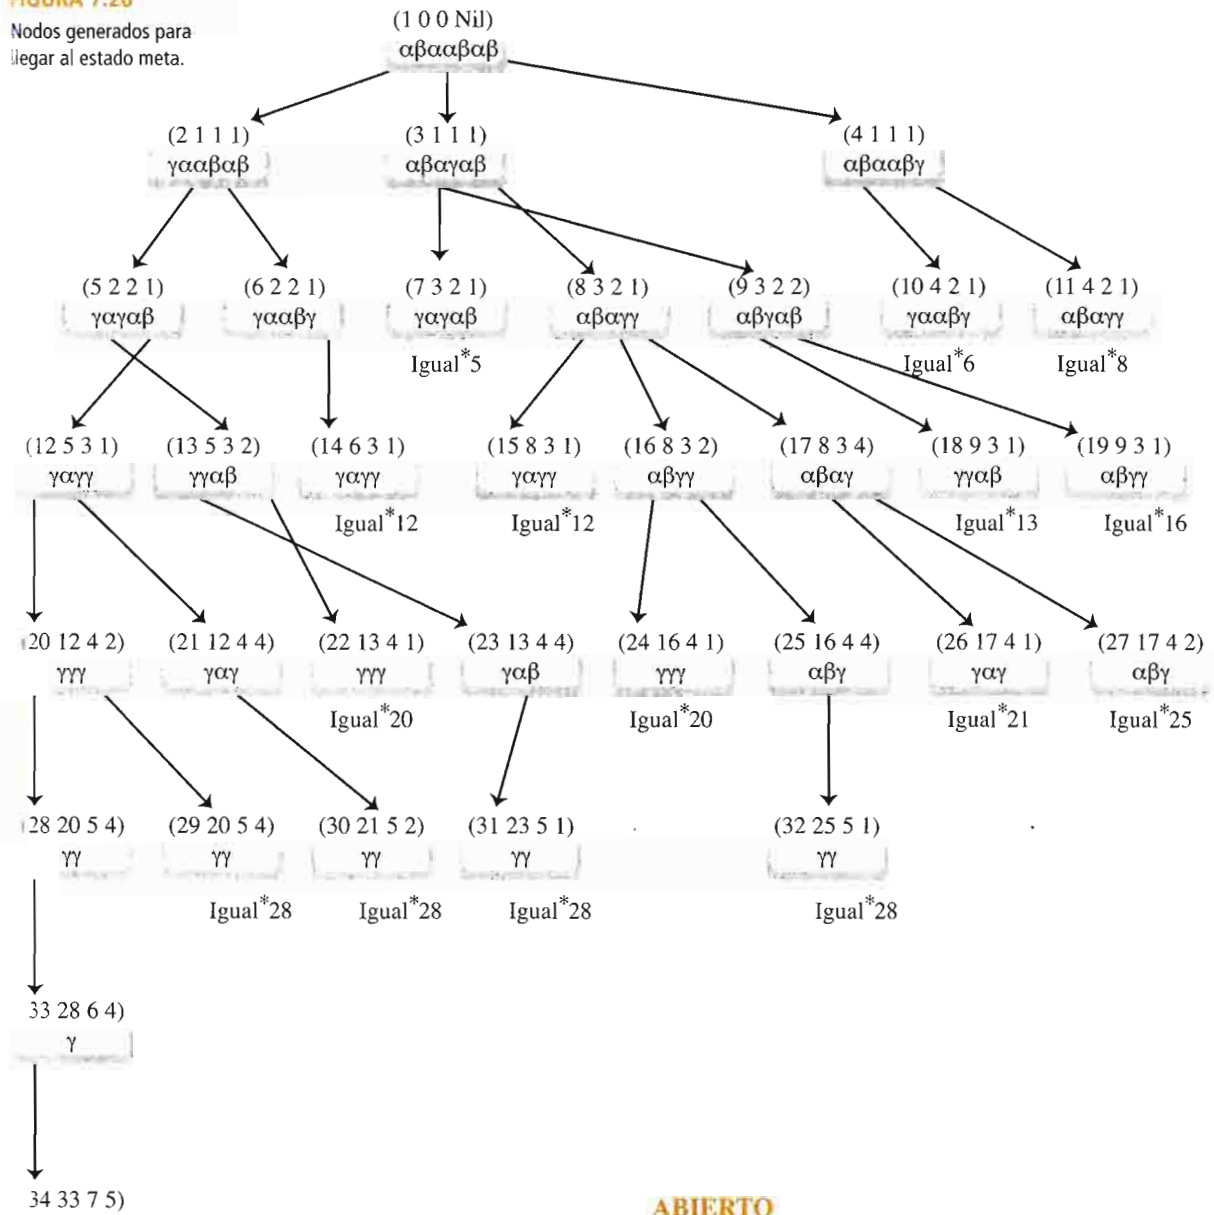 FIGURA 7.26
Nodos generados para
llegar al estado meta.
(1 0 0 Nil)
αβααβαβ
(2 1 1 1) (3 1 1 1) (4 1 1 1)
γααβαβ αβαγαβ αβααβγ
(5 2 2 1) (6 2 2 1) (7 3 2 1) (8 3 2 1) (9 3 2 2) (10 4 2 1) (11 4 2 1)
γαγαβ γααβγ γαγαβ αβαγγ αβγαβ γααβγ αβαγγ
Igual*5 Igual*6 Igual*8
(12 5 3 1) (13 5 3 2) (14 6 3 1) (15 8 3 1) (16 8 3 2) (17 8 3 4) (18 9 3 1) (19 9 3 1)
γαγγ γγαβ γαγγ γαγγ αβγγ αβαγ γγαβ αβγγ
Igual*12 Igual*12 Igual*13 Igual*16
(20 12 4 2) (21 12 4 4) (22 13 4 1) (23 13 4 4) (24 16 4 1) (25 16 4 4) (26 17 4 1) (27 17 4 2)
γγγ γαγ γγγ γαβ γγγ αβγ γαγ αβγ
Igual*20 Igual*20 Igual*21 Igual*25
(28 20 5 4) (29 20 5 4) (30 21 5 2) (31 23 5 1) (32 25 5 1)
γγ γγ γγ γγ γγ
Igual*28 Igual*28 Igual*28 Igual*28
33 28 6 4)
γ
34 33 7 5)
ABIERTO